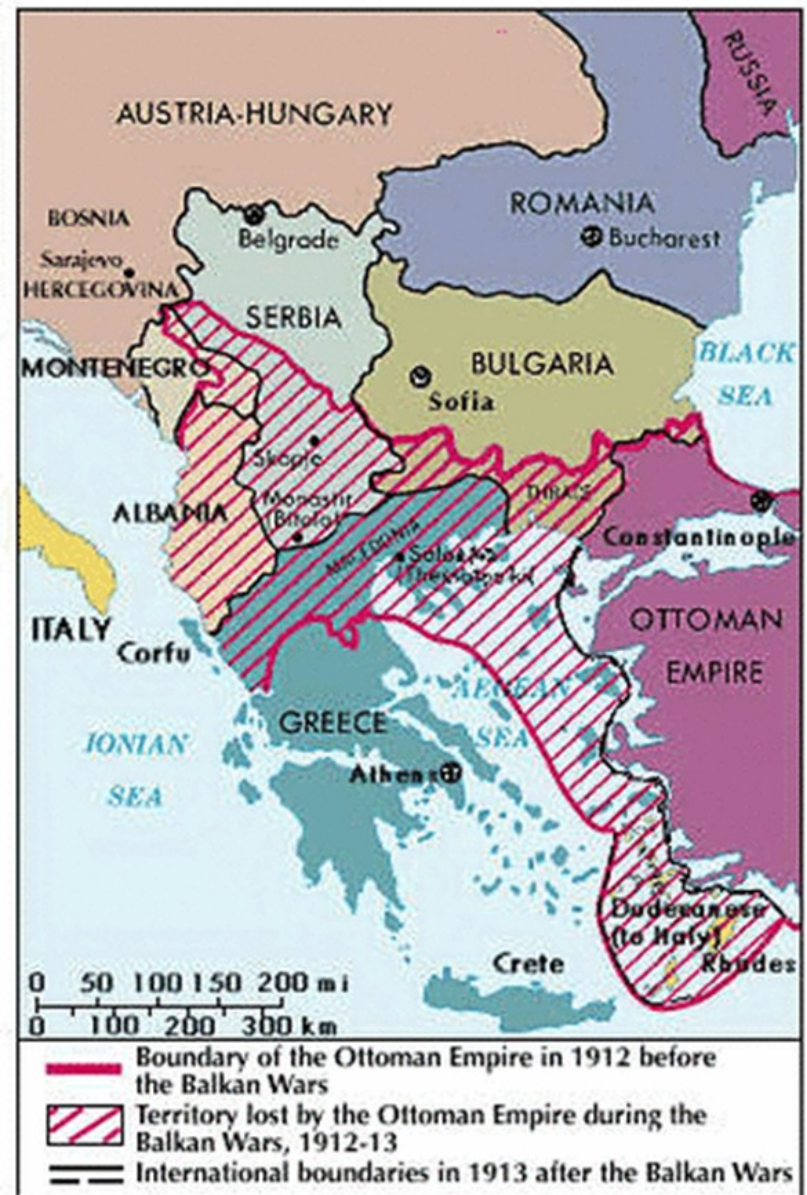 RUSSIA
AUSTRIA-HUNGARY
ROMANIA
BOSNIA
Bucharest
Belgrade
Sarajevo
HERCEGOVINA
SERBIA
BLACK
SEA
MONTENEGRO
BULGARIA
Sofia
Skopje
THRACE
Monastir
(Bitola)
ALBANIA
Constantinople
MACEDONIA
ITALY
OTTOMAN
EMPIRE
Corfu
AEGEAN
SEA
GREECE
IONIAN
SEA
Athens
Dodecanese
(to Italy)
Rhodes
Crete
0 50 100 150 200 mi
0 100 200 300 km
Boundary of the Ottoman Empire in 1912 before
the Balkan Wars
Territory lost by the Ottoman Empire during the
Balkan Wars, 1912-13
International boundaries in 1913 after the Balkan Wars